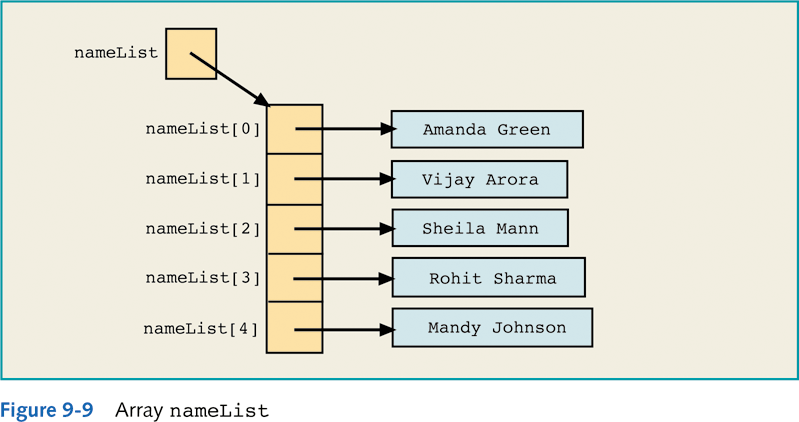 nameList
nameList[0] Amanda Green
nameList[1] Vijay Arora
nameList[2] Sheila Mann
nameList[3] Rohit Sharma
nameList[4] Mandy Johnson
Figure 9-9 Array nameList